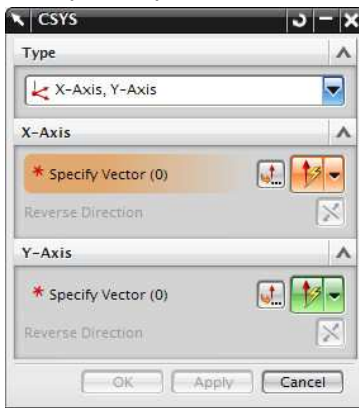 CSYS
Type
X-Axis, Y-Axis
X-Axis
* Specify Vector (0)
Reverse Direction
Y-Axis
* Specify Vector (0)
Reverse Direction
OK Apply Cancel